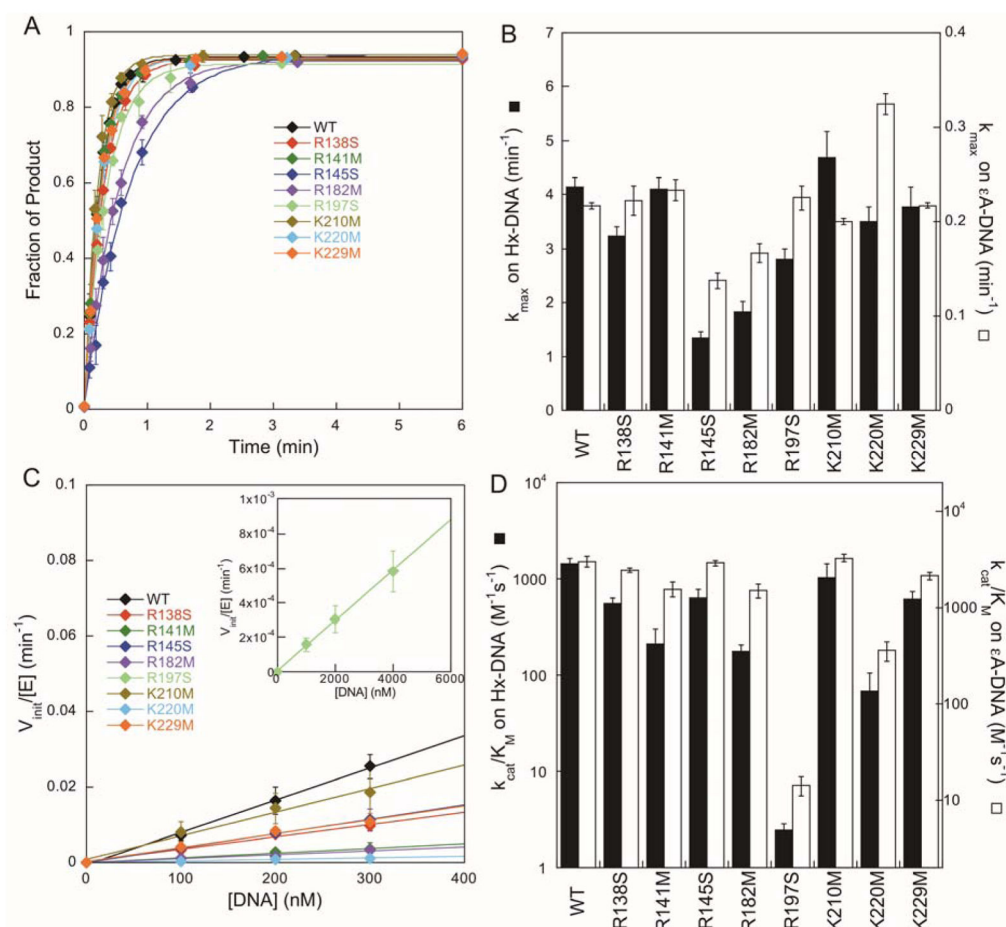 A
Fraction of Product
1
0.8
0.6
0.4
0.2
0
WT
R138S
R141M
R145S
R182M
R197S
K210M
K220M
K229M
0 1 2 3 4 5 6
Time (min)
B
k_max on Hx-DNA (min⁻¹) ■
7
6
5
4
3
2
1
0
0.4
0.3
0.2
0.1
0
k_max on εA-DNA (min⁻¹) □
WT R138S R141M R145S R182M R197S K210M K220M K229M
C
V_init/[E] (min⁻¹)
0.1
0.08
0.06
0.04
0.02
0
WT
R138S
R141M
R145S
R182M
R197S
K210M
K220M
K229M
V_init/[E] (min⁻¹)
1x10⁻³
8x10⁻⁴
6x10⁻⁴
4x10⁻⁴
2x10⁻⁴
0
0 2000 4000 6000
[DNA] (nM)
0 100 200 300 400
[DNA] (nM)
D
k_cat/K_M on Hx-DNA (M⁻¹s⁻¹) ■
10⁴
1000
100
10
1
10⁴
1000
100
10
k_cat/K_M on εA-DNA (M⁻¹s⁻¹) □
WT R138S R141M R145S R182M R197S K210M K220M K229M